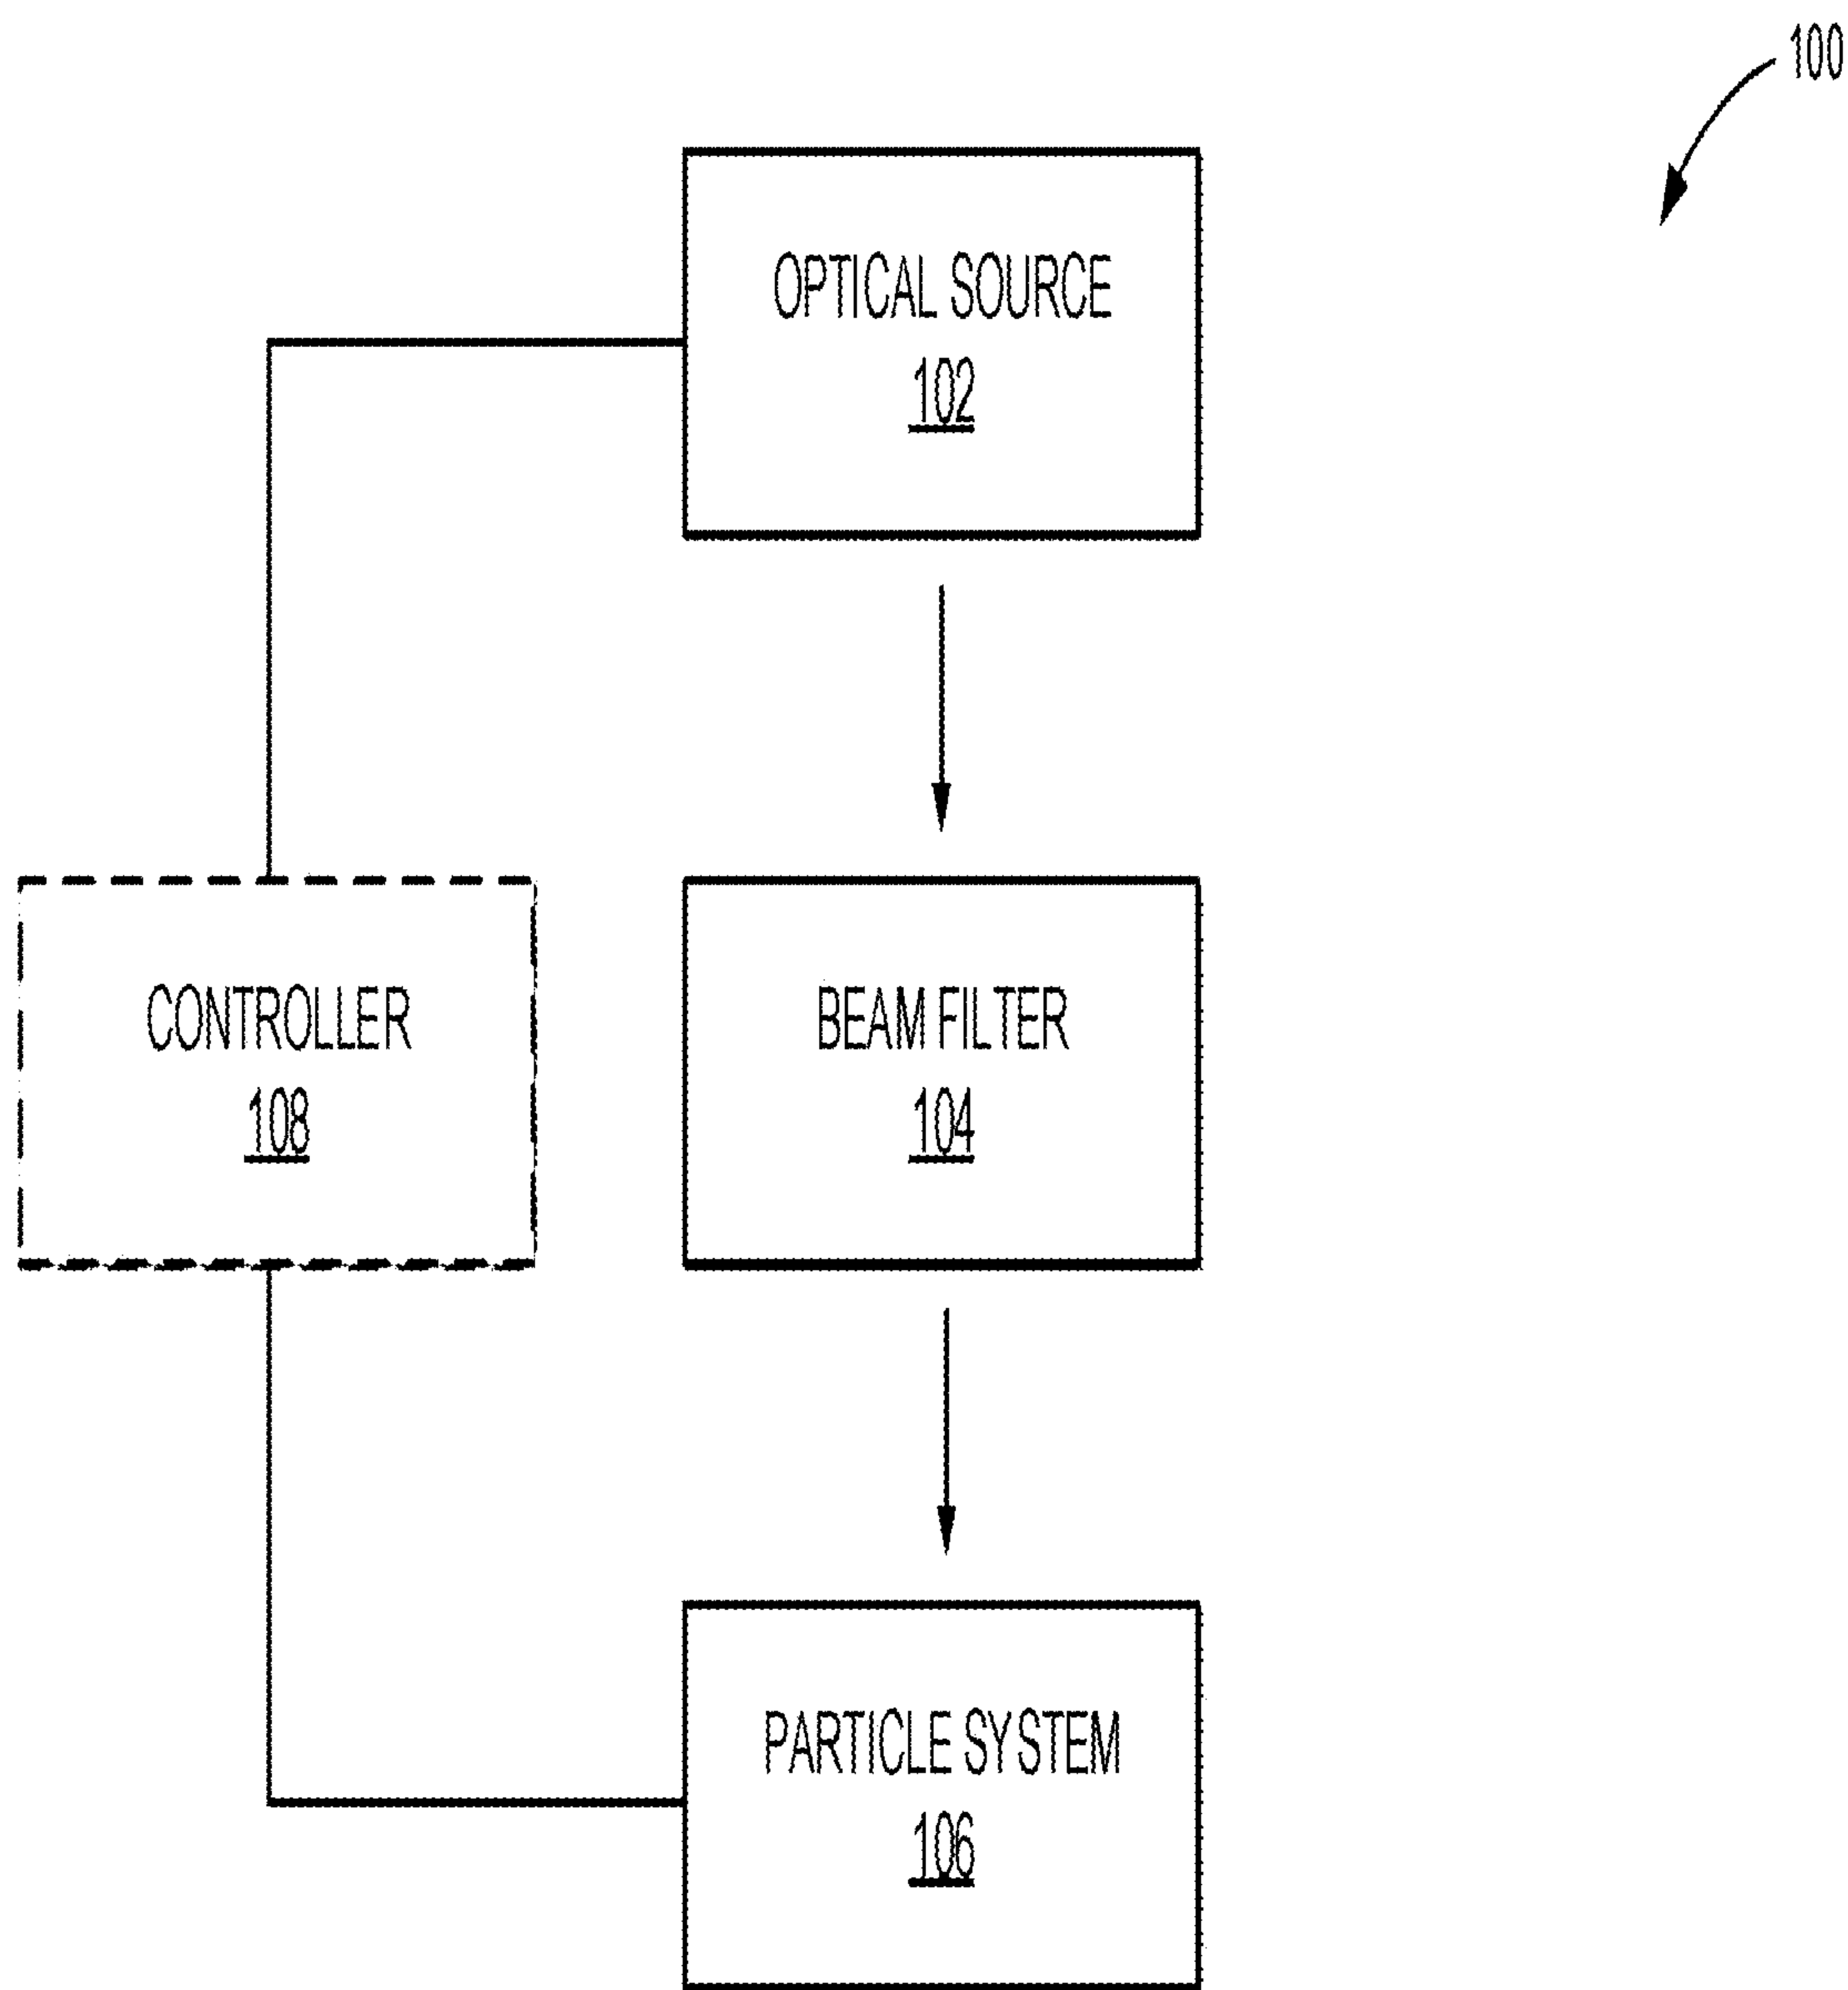 100
OPTICAL SOURCE
102
CONTROLLER
108
BEAM FILTER
104
PARTICLE SYSTEM
106